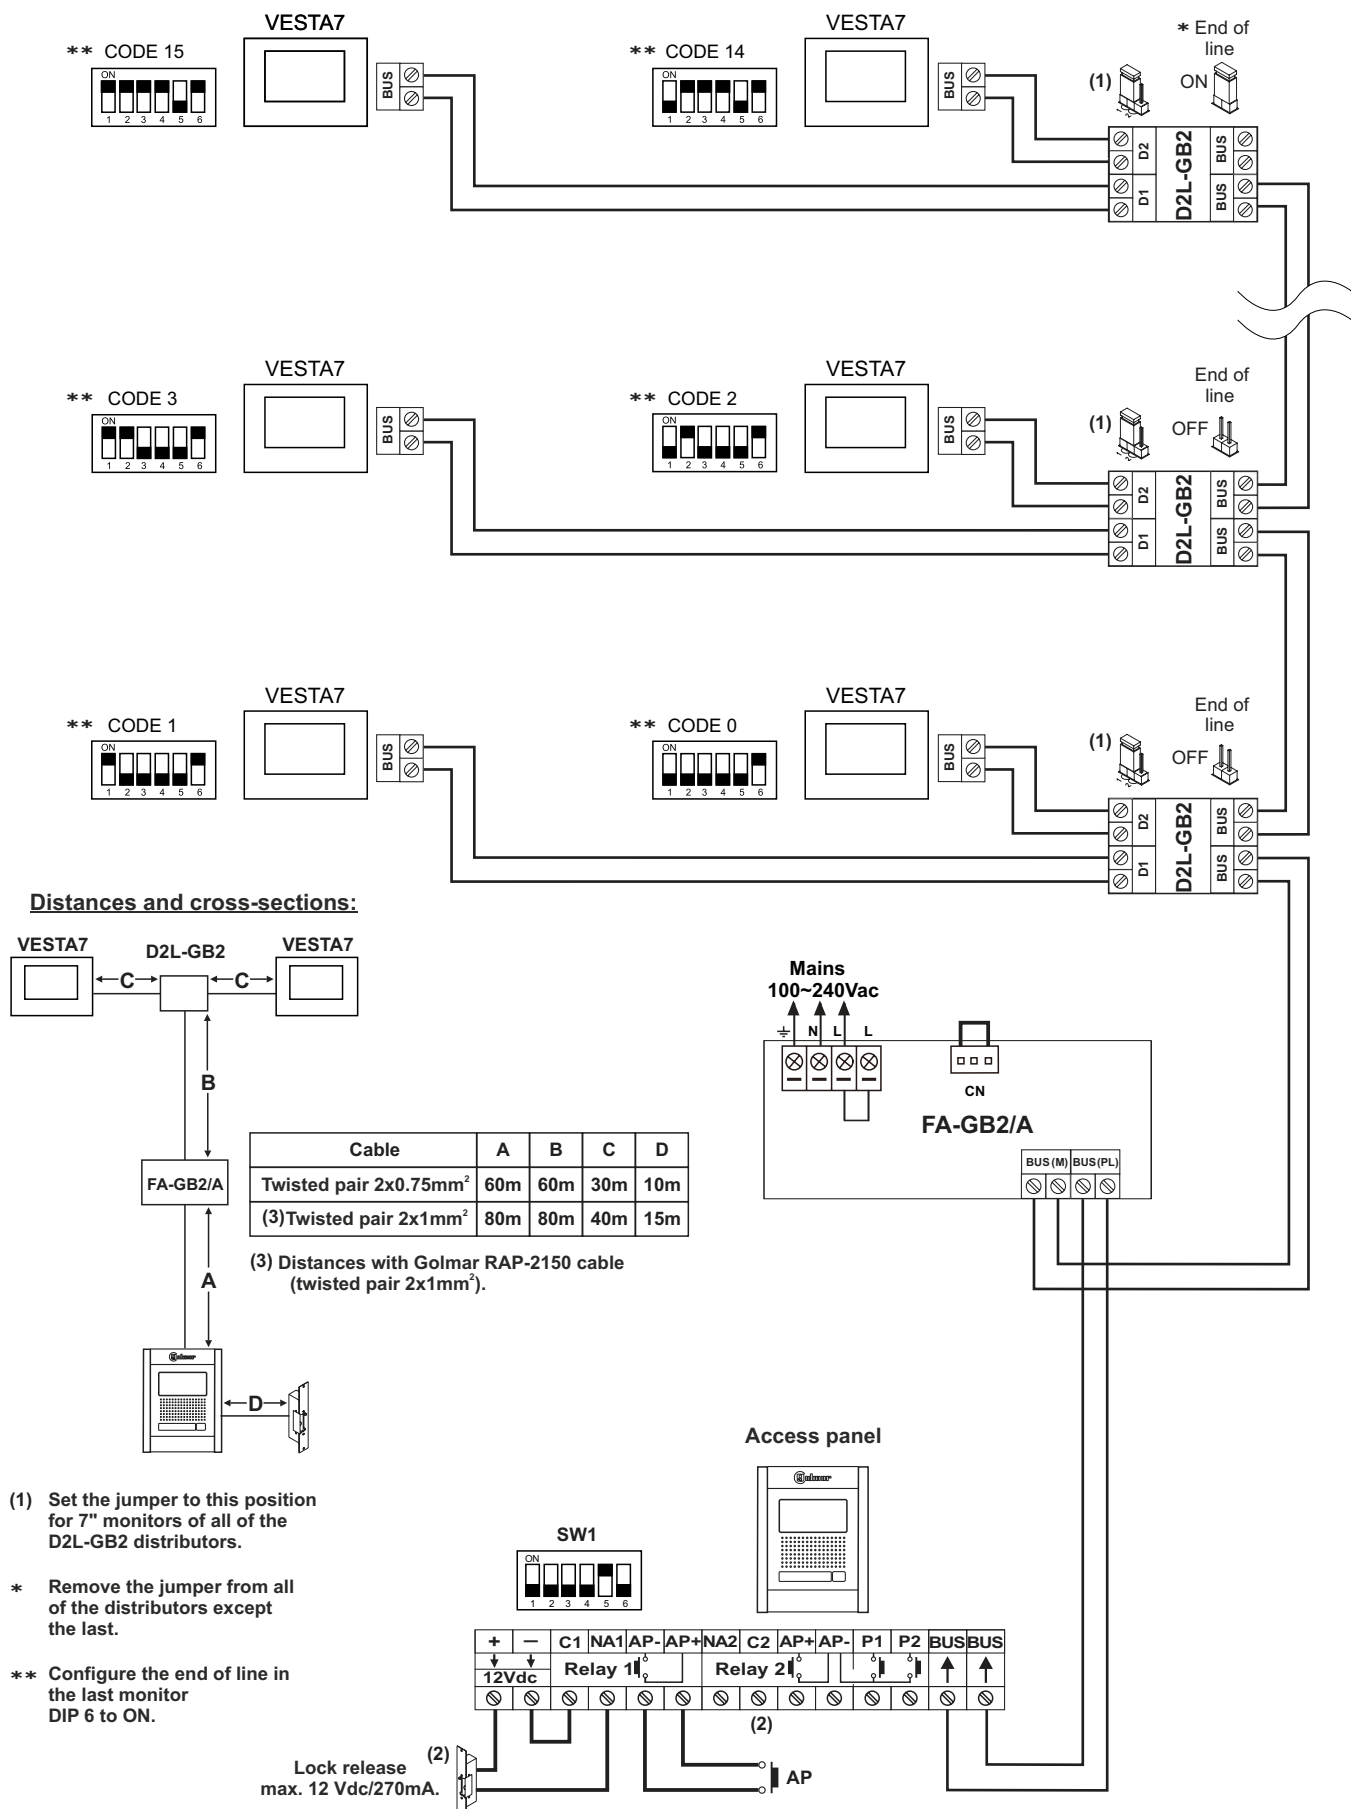 VESTA7
VESTA7
* End of line
** CODE 15
** CODE 14
ON
1 2 3 4 5 6
BUS
ON
1 2 3 4 5 6
BUS
(1)
ON
1 2
D2
D1
D2L-GB2
BUS
BUS
VESTA7
VESTA7
End of line
** CODE 3
** CODE 2
ON
1 2 3 4 5 6
BUS
ON
1 2 3 4 5 6
BUS
(1)
OFF
1 2
D2
D1
D2L-GB2
BUS
BUS
VESTA7
VESTA7
End of line
** CODE 1
** CODE 0
ON
1 2 3 4 5 6
BUS
ON
1 2 3 4 5 6
BUS
(1)
OFF
1 2
D2
D1
D2L-GB2
BUS
BUS
Distances and cross-sections:
VESTA7
D2L-GB2
VESTA7
C
C
B
FA-GB2/A
A
Golmar
D
Cable A B C D
Twisted pair 2x0.75mm² 60m 60m 30m 10m
(3)Twisted pair 2x1mm² 80m 80m 40m 15m
(3) Distances with Golmar RAP-2150 cable
(twisted pair 2x1mm²).
Mains
100~240Vac
N L L
CN
FA-GB2/A
BUS(M) BUS(PL)
(1) Set the jumper to this position
for 7" monitors of all of the
D2L-GB2 distributors.
* Remove the jumper from all
of the distributors except
the last.
** Configure the end of line in
the last monitor
DIP 6 to ON.
Access panel
Golmar
SW1
ON
1 2 3 4 5 6
+ − C1 NA1 AP- AP+ NA2 C2 AP+ AP- P1 P2 BUS BUS
12Vdc Relay 1 Relay 2
(2)
(2)
Lock release
max. 12 Vdc/270mA.
AP